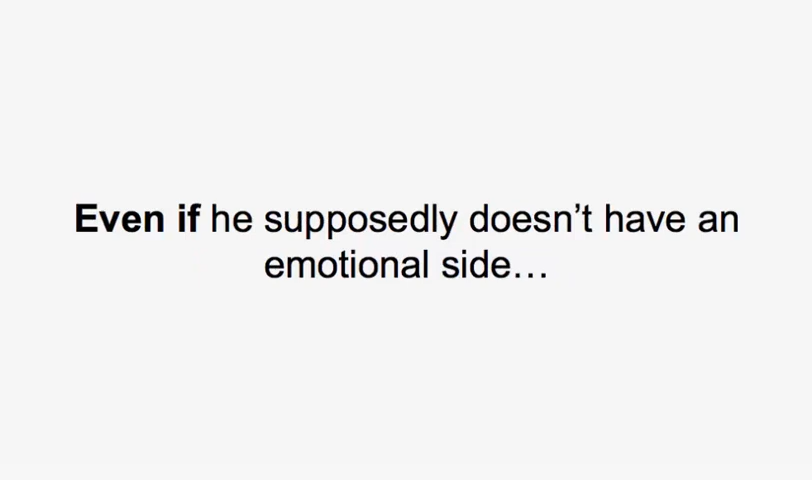 Even if he supposedly doesn’t have an
emotional side…